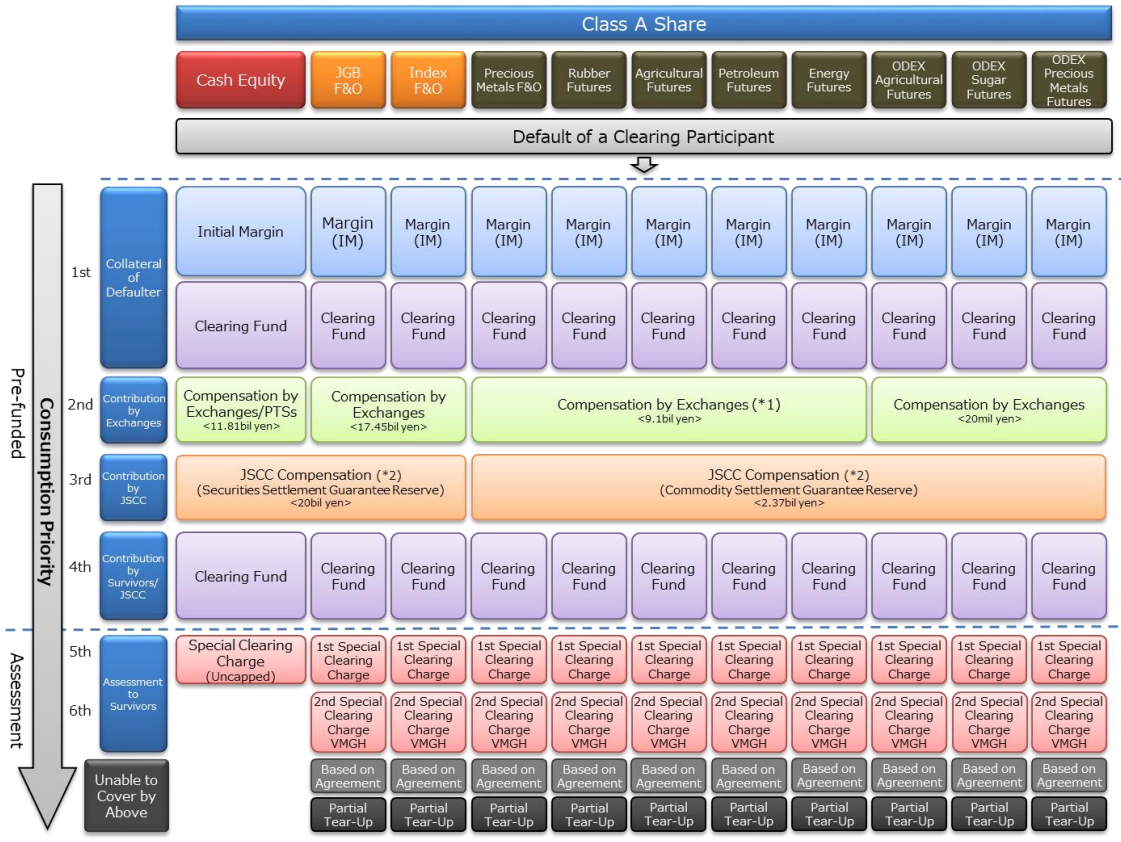 Class A Share
Cash Equity
JGB
F&O
Index
F&O
Precious
Metals F&O
Rubber
Futures
Agricultural
Futures
Petroleum
Futures
Energy
Futures
ODEX
Agricultural
Futures
ODEX
Sugar
Futures
ODEX
Precious
Metals
Futures
Default of a Clearing Participant
Pre-funded
Assessment
Consumption Priority
1st
Collateral
of
Defaulter
Initial Margin
Margin
(IM)
Margin
(IM)
Margin
(IM)
Margin
(IM)
Margin
(IM)
Margin
(IM)
Margin
(IM)
Margin
(IM)
Margin
(IM)
Margin
(IM)
Clearing Fund
Clearing
Fund
Clearing
Fund
Clearing
Fund
Clearing
Fund
Clearing
Fund
Clearing
Fund
Clearing
Fund
Clearing
Fund
Clearing
Fund
Clearing
Fund
2nd
Contribution
by
Exchanges
Compensation by
Exchanges/PTSs
<11.81bil yen>
Compensation by
Exchanges
<17.45bil yen>
Compensation by Exchanges (*1)
<9.1bil yen>
Compensation by Exchanges
<20mil yen>
3rd
Contribution
by
JSCC
JSCC Compensation (*2)
(Securities Settlement Guarantee Reserve)
<20bil yen>
JSCC Compensation (*2)
(Commodity Settlement Guarantee Reserve)
<2.37bil yen>
4th
Contribution
by
Survivors/
JSCC
Clearing Fund
Clearing
Fund
Clearing
Fund
Clearing
Fund
Clearing
Fund
Clearing
Fund
Clearing
Fund
Clearing
Fund
Clearing
Fund
Clearing
Fund
Clearing
Fund
5th
6th
Assessment
to
Survivors
Special Clearing
Charge
(Uncapped)
1st Special
Clearing
Charge
1st Special
Clearing
Charge
1st Special
Clearing
Charge
1st Special
Clearing
Charge
1st Special
Clearing
Charge
1st Special
Clearing
Charge
1st Special
Clearing
Charge
1st Special
Clearing
Charge
1st Special
Clearing
Charge
1st Special
Clearing
Charge
2nd Special
Clearing
Charge
VMGH
2nd Special
Clearing
Charge
VMGH
2nd Special
Clearing
Charge
VMGH
2nd Special
Clearing
Charge
VMGH
2nd Special
Clearing
Charge
VMGH
2nd Special
Clearing
Charge
VMGH
2nd Special
Clearing
Charge
VMGH
2nd Special
Clearing
Charge
VMGH
2nd Special
Clearing
Charge
VMGH
2nd Special
Clearing
Charge
VMGH
Unable to
Cover by
Above
Based on
Agreement
Based on
Agreement
Based on
Agreement
Based on
Agreement
Based on
Agreement
Based on
Agreement
Based on
Agreement
Based on
Agreement
Based on
Agreement
Based on
Agreement
Partial
Tear-Up
Partial
Tear-Up
Partial
Tear-Up
Partial
Tear-Up
Partial
Tear-Up
Partial
Tear-Up
Partial
Tear-Up
Partial
Tear-Up
Partial
Tear-Up
Partial
Tear-Up